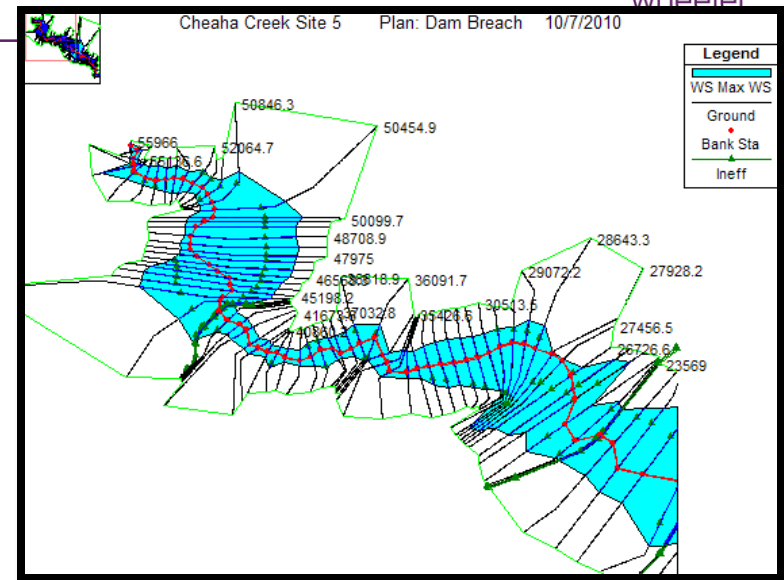 wheeler
Cheaha Creek Site 5 Plan: Dam Breach 10/7/2010
Legend
WS Max WS
Ground
Bank Sta
Ineff
50846.3
50454.9
55966
52064.7
50099.7
48708.9
47975
36091.7
45198.2
35426.6
30513.5
29072.2
28643.3
27928.2
27456.5
26726.6
23569